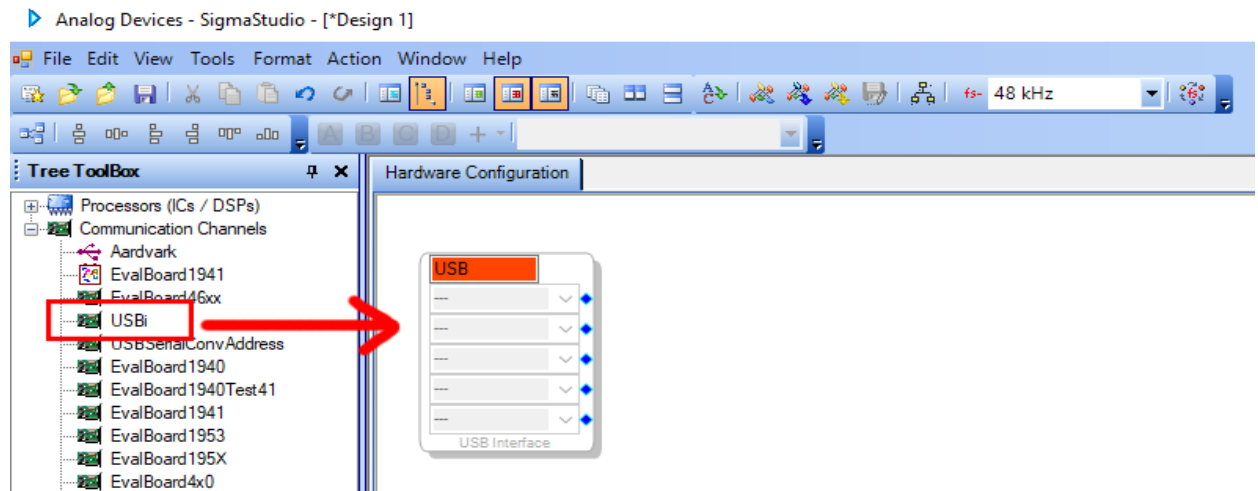 Analog Devices - SigmaStudio - [*Design 1]
File Edit View Tools Format Action Window Help
fs- 48 kHz
A B C D
Tree ToolBox
Hardware Configuration
Processors (ICs / DSPs)
Communication Channels
Aardvark
EvalBoard1941
EvalBoard46xx
USBi
USBSerialConvAddress
EvalBoard1940
EvalBoard1940Test41
EvalBoard1941
EvalBoard1953
EvalBoard195X
EvalBoard4x0
USB
---
---
---
---
---
USB Interface